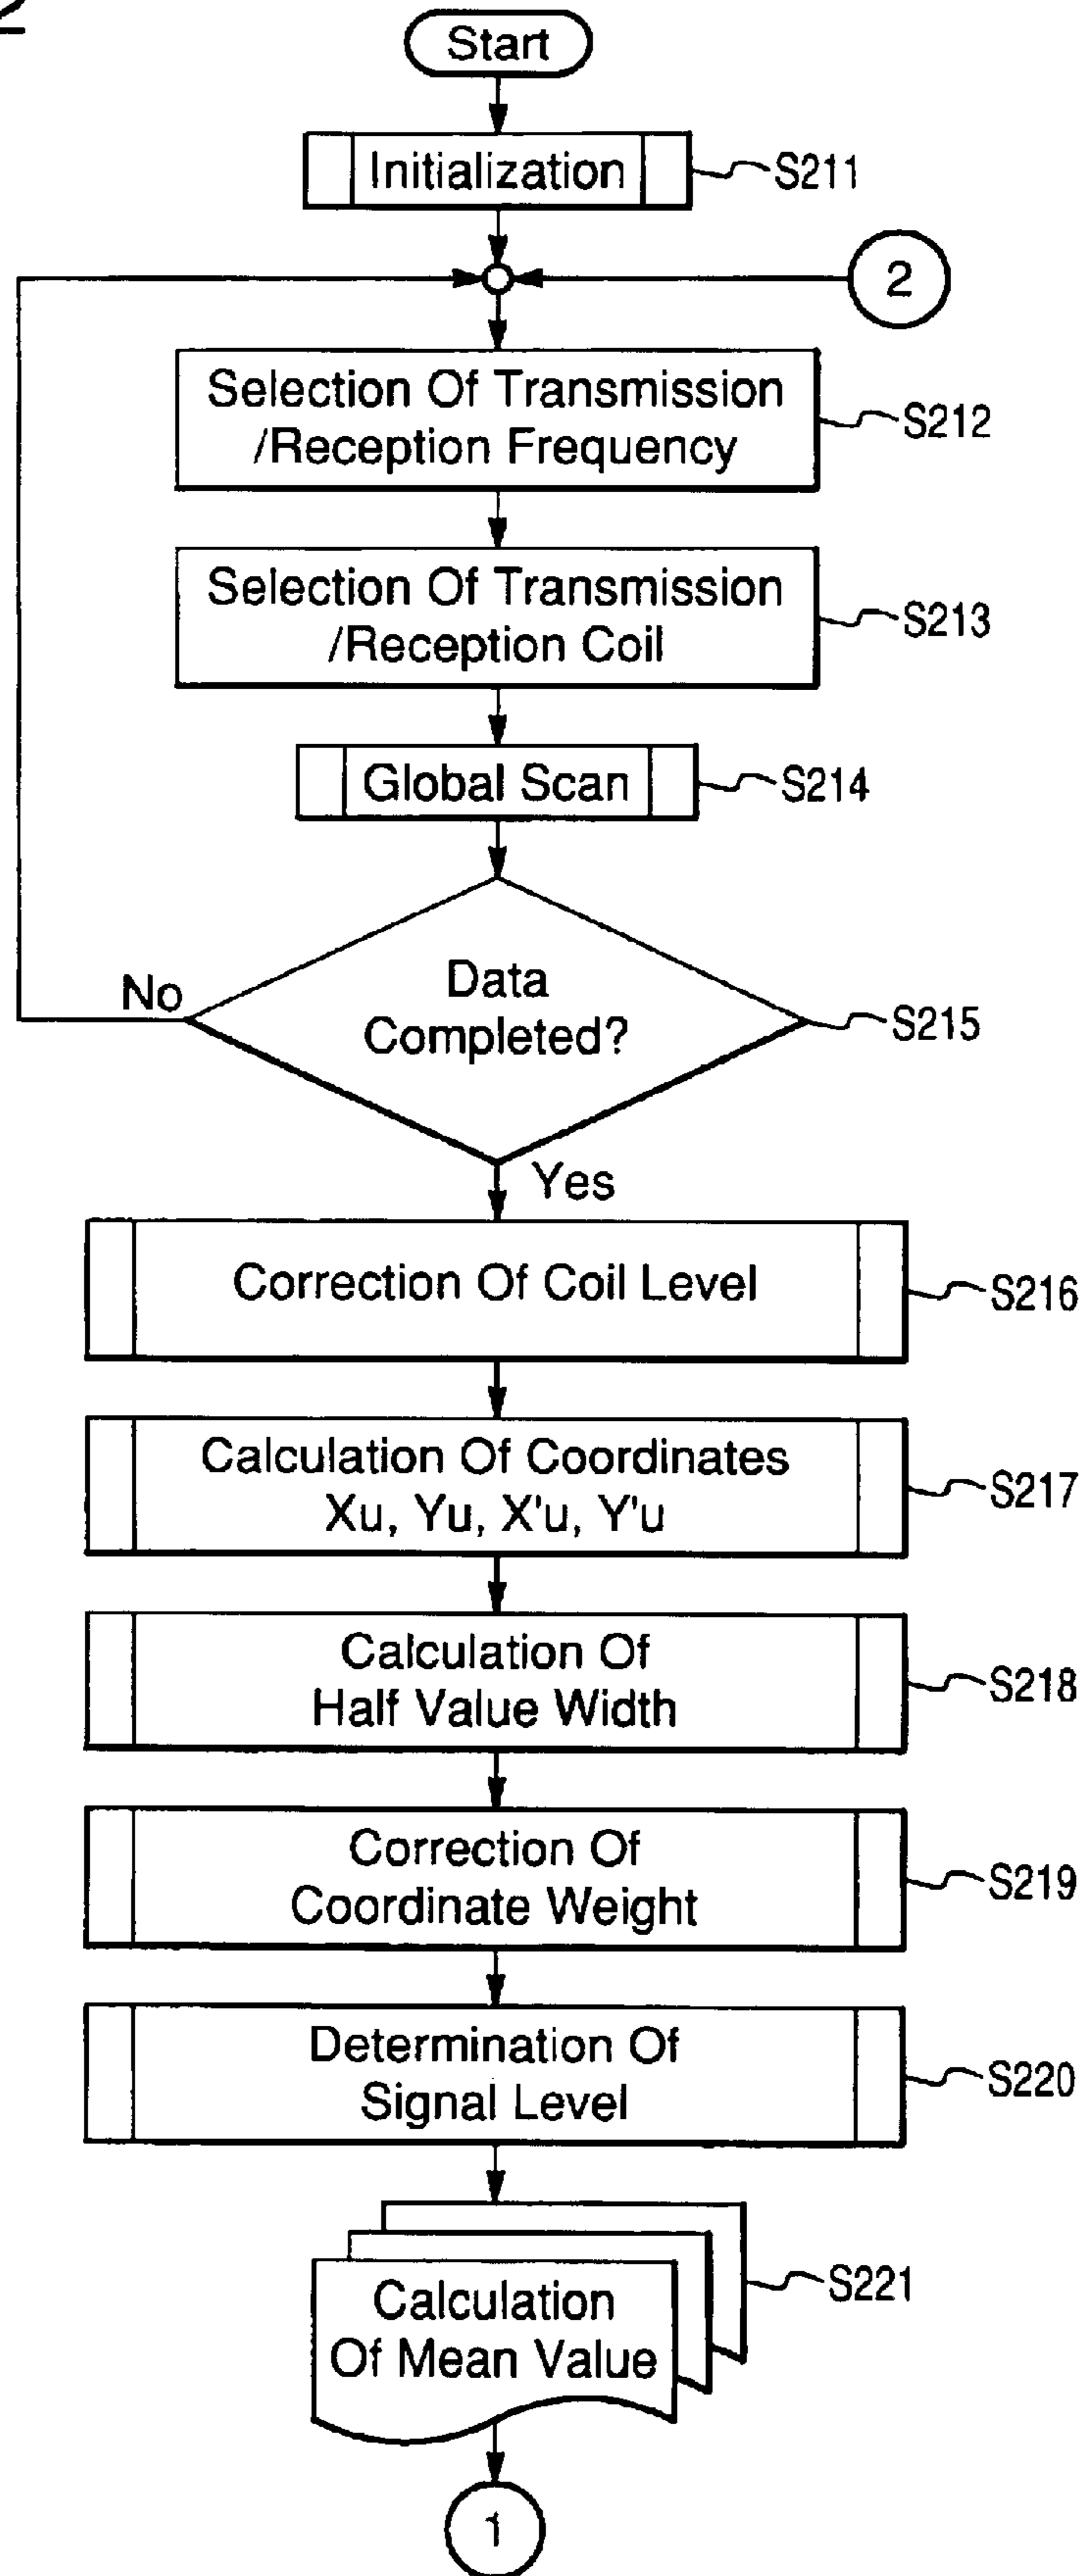 2
Start
Initialization
S211
2
Selection Of Transmission
/Reception Frequency
S212
Selection Of Transmission
/Reception Coil
S213
Global Scan
S214
Data
Completed?
No
S215
Yes
Correction Of Coil Level
S216
Calculation Of Coordinates
Xu, Yu, X'u, Y'u
S217
Calculation Of
Half Value Width
S218
Correction Of
Coordinate Weight
S219
Determination Of
Signal Level
S220
Calculation
Of Mean Value
S221
1